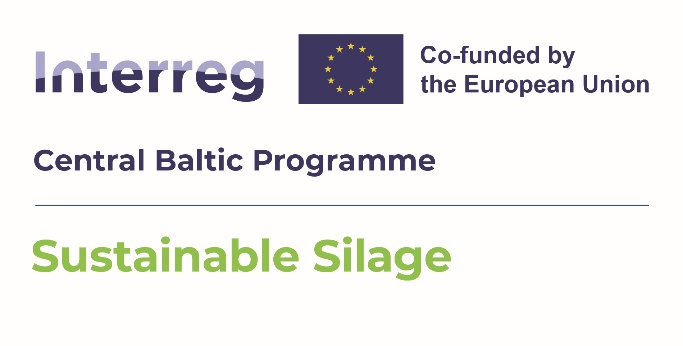 Interreg
Co-funded by
the European Union
Central Baltic Programme
Sustainable Silage